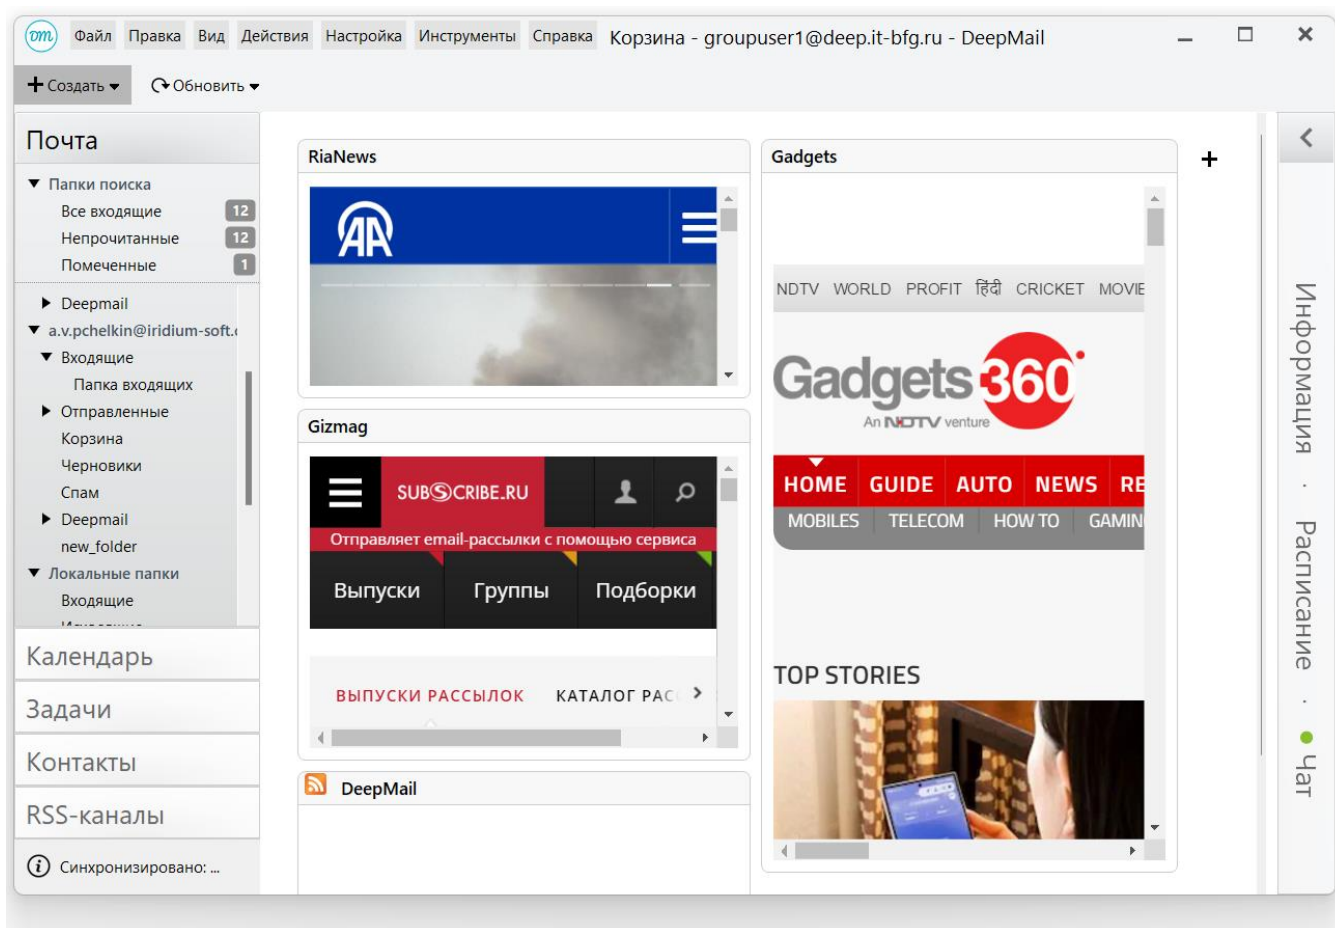 dm Файл Правка Вид Действия Настройка Инструменты Справка Корзина - groupuser1@deep.it-bfg.ru - DeepMail
Создать Обновить
Почта
Папки поиска
Все входящие 12
Непрочитанные 12
Помеченные 1
Deepmail
a.v.pchelkin@iridium-soft.
Входящие
Папка входящих
Отправленные
Корзина
Черновики
Спам
Deepmail
new_folder
Локальные папки
Входящие
Календарь
Задачи
Контакты
RSS-каналы
Синхронизировано: ...
RiaNews
AA
Gizmag
SUBSCRIBE.RU
Отправляет email-рассылки с помощью сервиса
Выпуски Группы Подборки
ВЫПУСКИ РАССЫЛОК КАТАЛОГ РАС
DeepMail
Gadgets
NDTV WORLD PROFIT हिंदी CRICKET MOVIE
Gadgets 360
An NDTV venture
HOME GUIDE AUTO NEWS RE
MOBILES TELECOM HOW TO GAMIN
TOP STORIES
Информация · Расписание · Чат